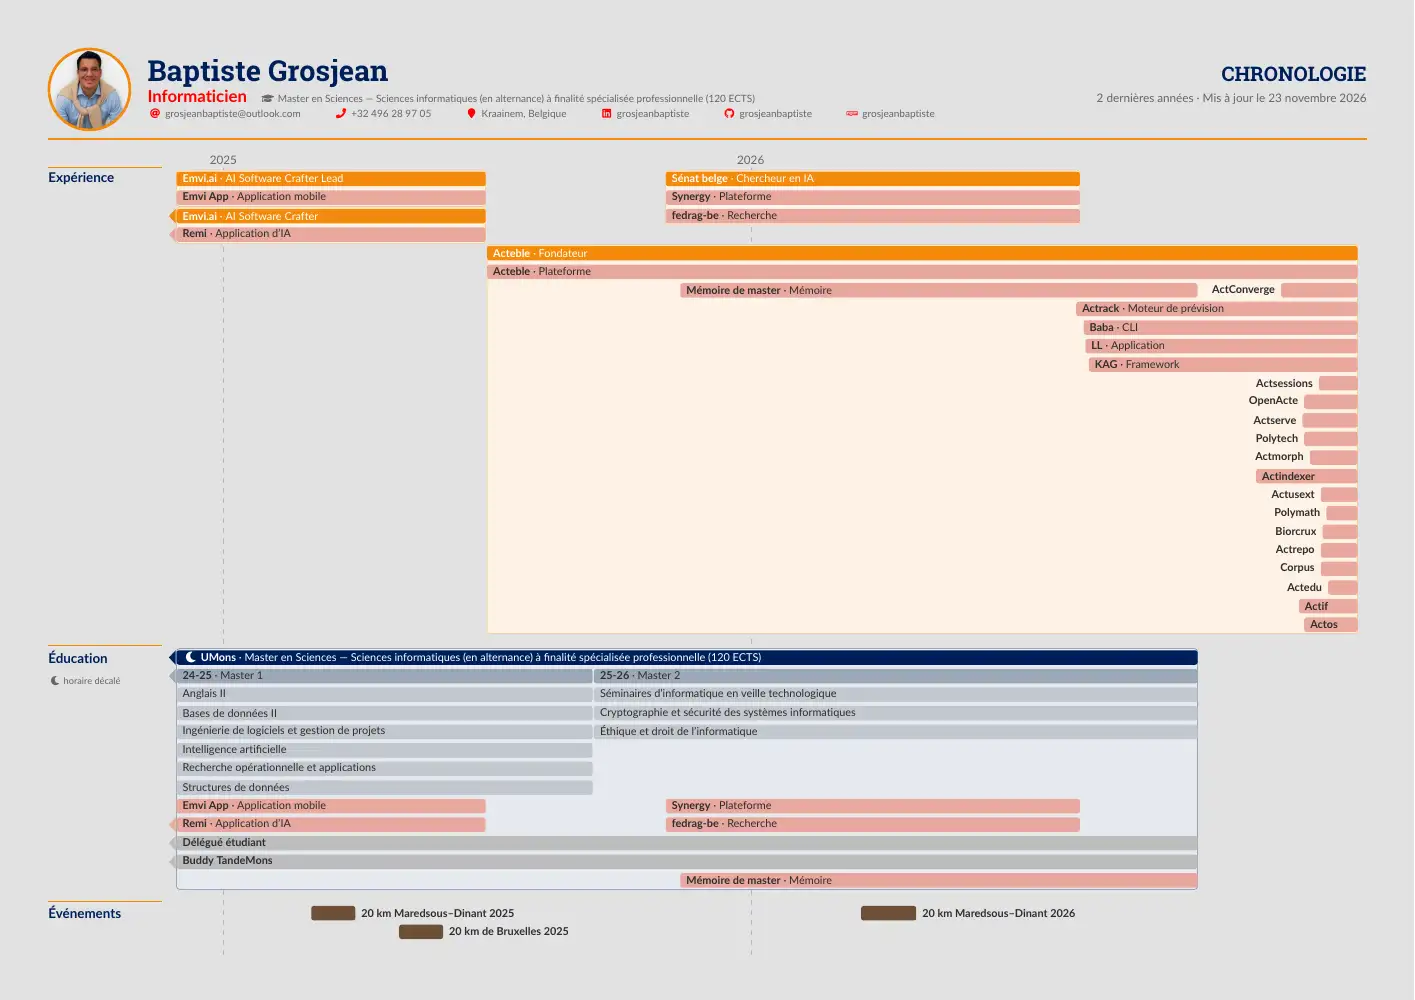 Baptiste Grosjean
Informaticien Master en Sciences — Sciences informatiques (en alternance) à finalité spécialisée professionnelle (120 ECTS)
grosjeanbaptiste@outlook.com +32 496 28 97 05 Kraainem, Belgique grosjeanbaptiste grosjeanbaptiste grosjeanbaptiste
CHRONOLOGIE
2 dernières années · Mis à jour le 23 novembre 2026
2025 2026
Expérience
Emvi.ai · AI Software Crafter Lead
Sénat belge · Chercheur en IA
Emvi App · Application mobile
Synergy · Plateforme
Emvi.ai · AI Software Crafter
fedrag-be · Recherche
Remi · Application d’IA
Acteble · Fondateur
Acteble · Plateforme
Mémoire de master · Mémoire
ActConverge
Actrack · Moteur de prévision
Baba · CLI
LL · Application
KAG · Framework
Actsessions
OpenActe
Actserve
Polytech
Actmorph
Actindexer
Actusext
Polymath
Biorcrux
Actrepo
Corpus
Actedu
Actif
Actos
Éducation
horaire décalé
UMons · Master en Sciences — Sciences informatiques (en alternance) à finalité spécialisée professionnelle (120 ECTS)
24-25 · Master 1
25-26 · Master 2
Anglais II
Séminaires d’informatique en veille technologique
Bases de données II
Cryptographie et sécurité des systèmes informatiques
Ingénierie de logiciels et gestion de projets
Éthique et droit de l’informatique
Intelligence artificielle
Recherche opérationnelle et applications
Structures de données
Emvi App · Application mobile
Synergy · Plateforme
Remi · Application d’IA
fedrag-be · Recherche
Délégué étudiant
Buddy TandeMons
Mémoire de master · Mémoire
Événements
20 km Maredsous–Dinant 2025
20 km Maredsous–Dinant 2026
20 km de Bruxelles 2025